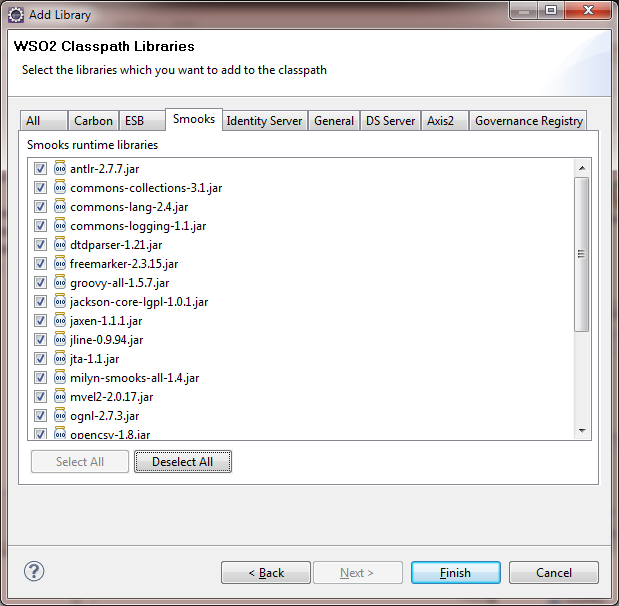 Add Library
WSO2 Classpath Libraries
Select the libraries which you want to add to the classpath
All Carbon ESB Smooks Identity Server General DS Server Axis2 Governance Registry
Smooks runtime libraries
antlr-2.7.7.jar
commons-collections-3.1.jar
commons-lang-2.4.jar
commons-logging-1.1.jar
dtdparser-1.21.jar
freemarker-2.3.15.jar
groovy-all-1.5.7.jar
jackson-core-lgpl-1.0.1.jar
jaxen-1.1.1.jar
jline-0.9.94.jar
jta-1.1.jar
milyn-smooks-all-1.4.jar
mvel2-2.0.17.jar
ognl-2.7.3.jar
opencsv-1.8.jar
Select All Deselect All
? < Back Next > Finish Cancel